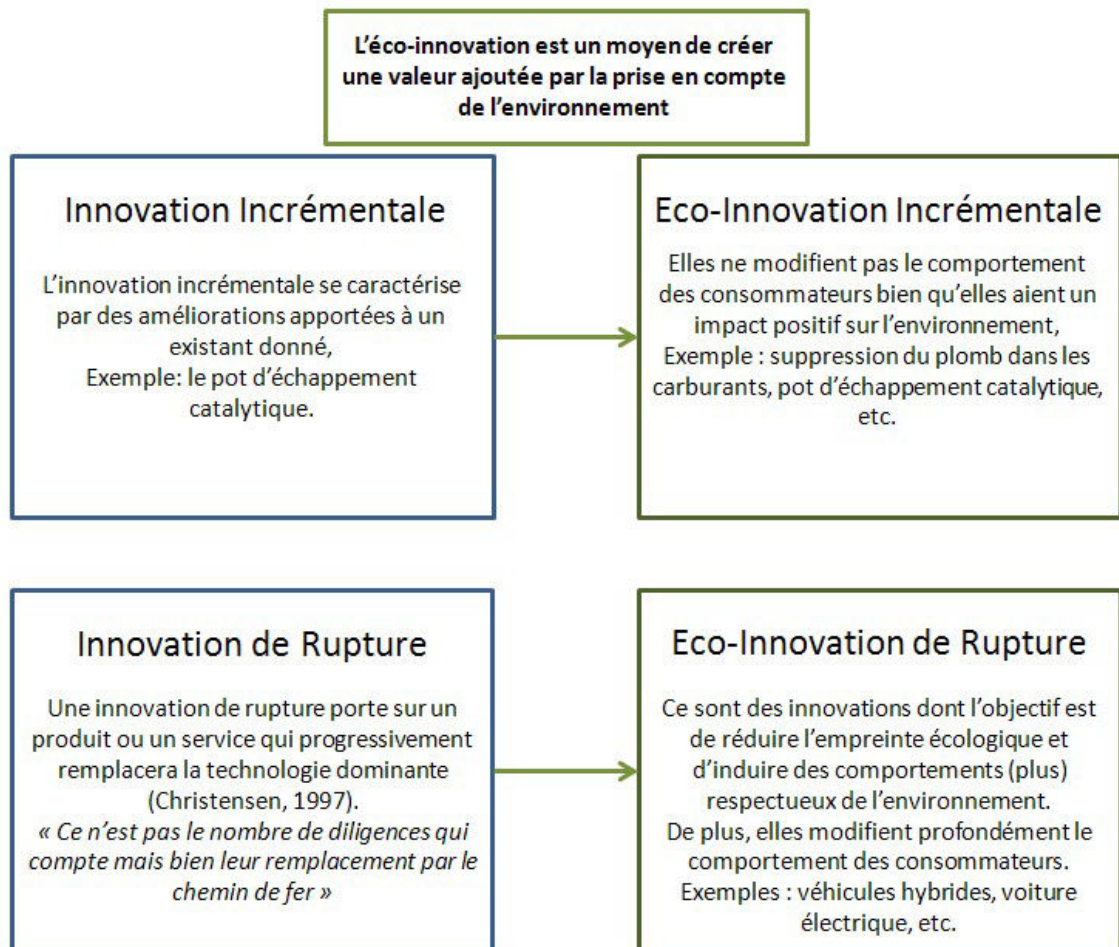 L'éco-innovation est un moyen de créer
une valeur ajoutée par la prise en compte
de l'environnement
Innovation Incrémentale
L'innovation incrémentale se caractérise
par des améliorations apportées à un
existant donné,
Exemple: le pot d'échappement
catalytique.
Eco-Innovation Incrémentale
Elles ne modifient pas le comportement
des consommateurs bien qu'elles aient un
impact positif sur l'environnement,
Exemple : suppression du plomb dans les
carburants, pot d'échappement catalytique,
etc.
Innovation de Rupture
Une innovation de rupture porte sur un
produit ou un service qui progressivement
remplacera la technologie dominante
(Christensen, 1997).
« Ce n'est pas le nombre de diligences qui
compte mais bien leur remplacement par le
chemin de fer »
Eco-Innovation de Rupture
Ce sont des innovations dont l'objectif est
de réduire l'empreinte écologique et
d'induire des comportements (plus)
respectueux de l'environnement.
De plus, elles modifient profondément le
comportement des consommateurs.
Exemples : véhicules hybrides, voiture
électrique, etc.